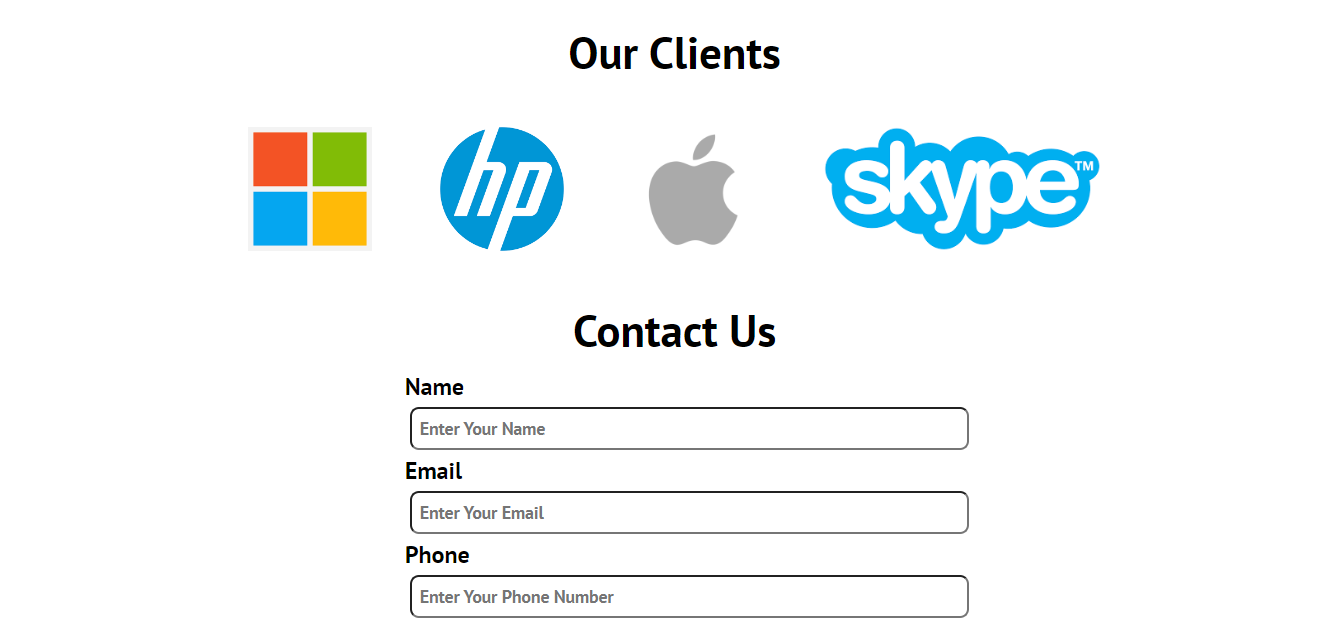 Our Clients
hp
skype™
Contact Us
Name
Enter Your Name
Email
Enter Your Email
Phone
Enter Your Phone Number